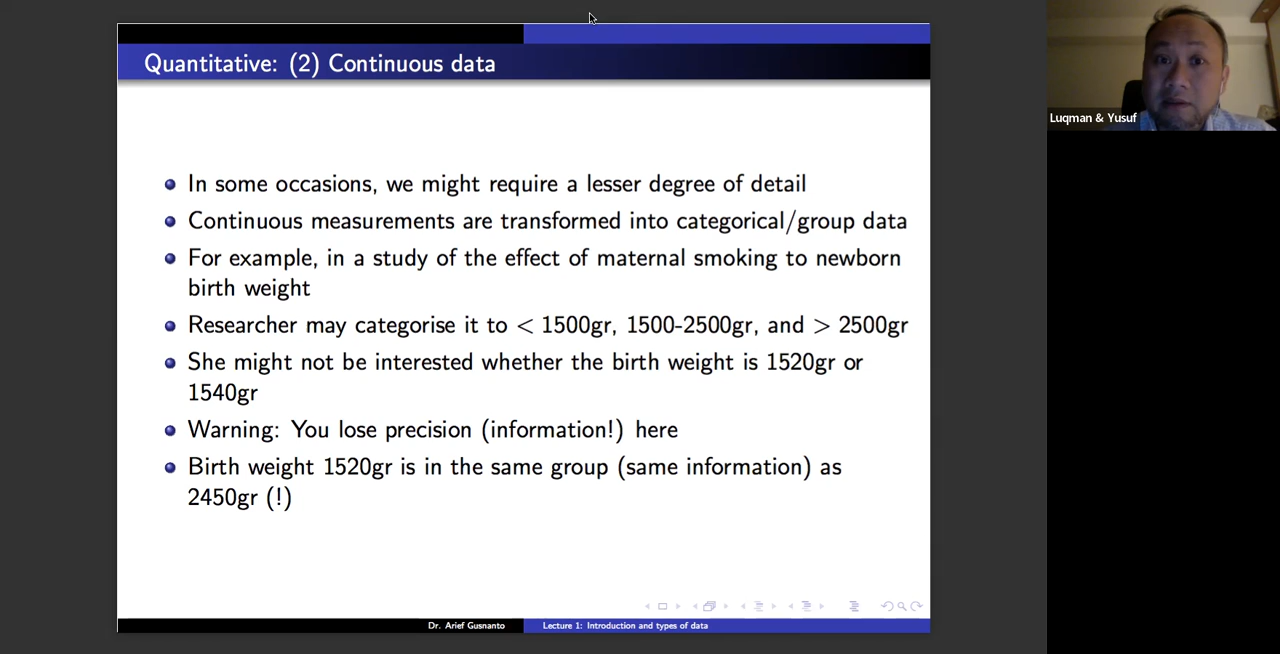 Quantitative: (2) Continuous data
In some occasions, we might require a lesser degree of detail
Continuous measurements are transformed into categorical/group data
For example, in a study of the effect of maternal smoking to newborn
birth weight
Researcher may categorise it to < 1500gr, 1500-2500gr, and > 2500gr
She might not be interested whether the birth weight is 1520gr or
1540gr
Warning: You lose precision (information!) here
Birth weight 1520gr is in the same group (same information) as
2450gr (!)
Dr. Arief Gusnanto
Lecture 1: Introduction and types of data
Luqman & Yusuf